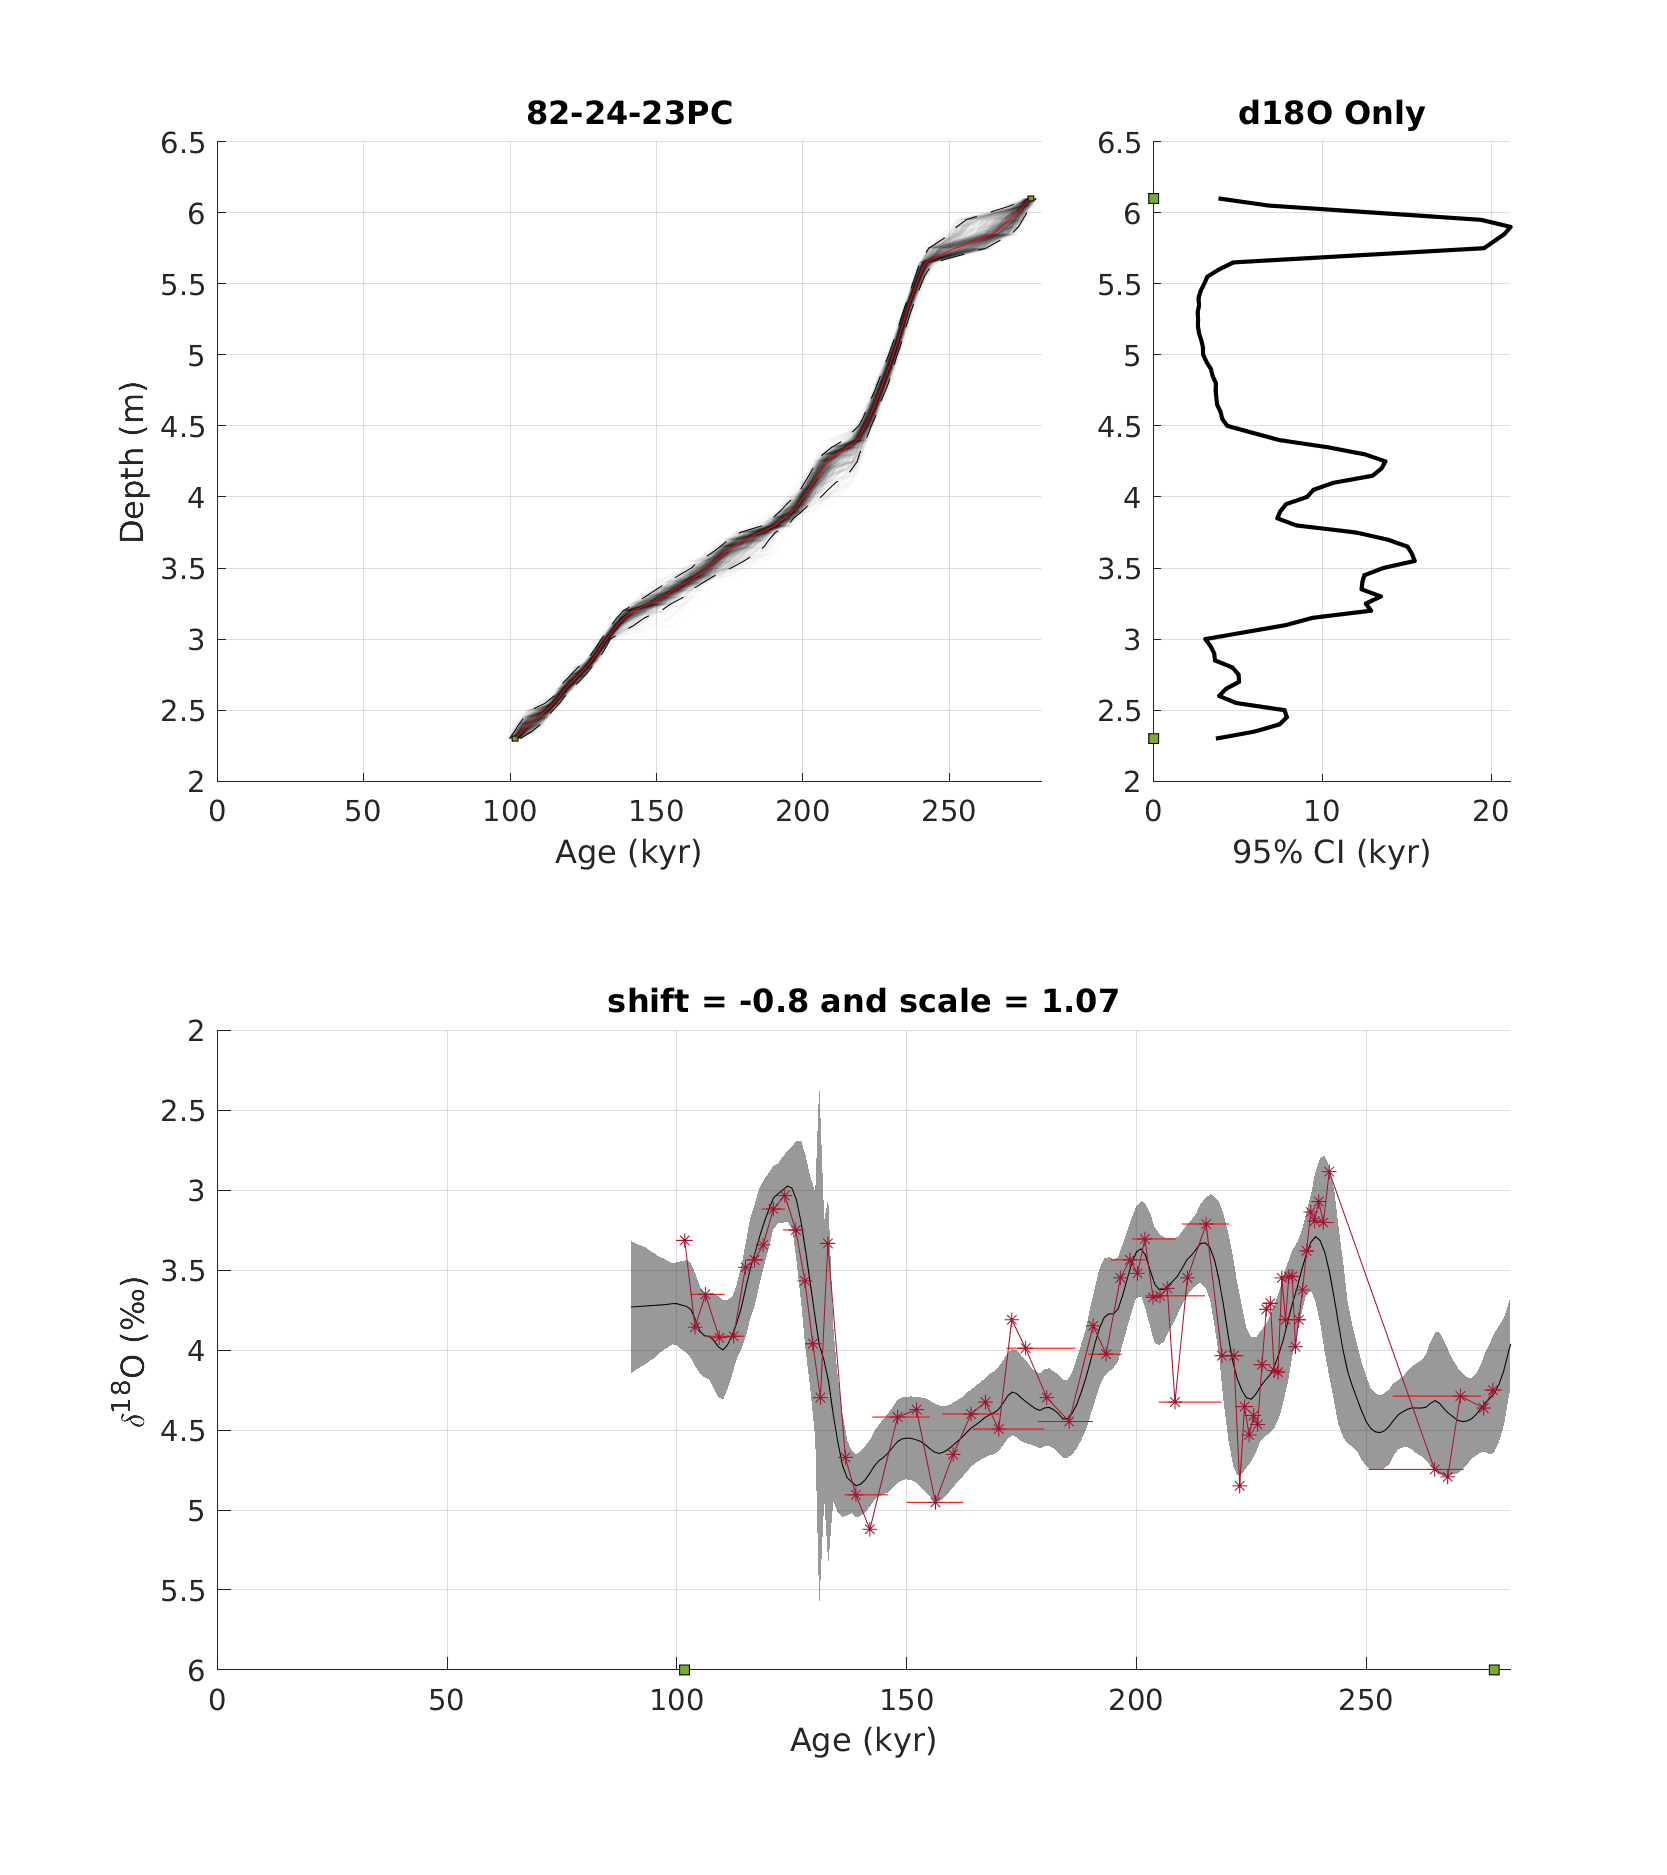 82-24-23PC
d18O Only
6.5
6
5.5
5
4.5
4
3.5
3
2.5
2
Depth (m)
0 50 100 150 200 250
Age (kyr)
6.5
6
5.5
5
4.5
4
3.5
3
2.5
2
0 10 20
95% CI (kyr)
shift = -0.8 and scale = 1.07
2
2.5
3
3.5
4
4.5
5
5.5
6
δ18O (‰)
0 50 100 150 200 250
Age (kyr)